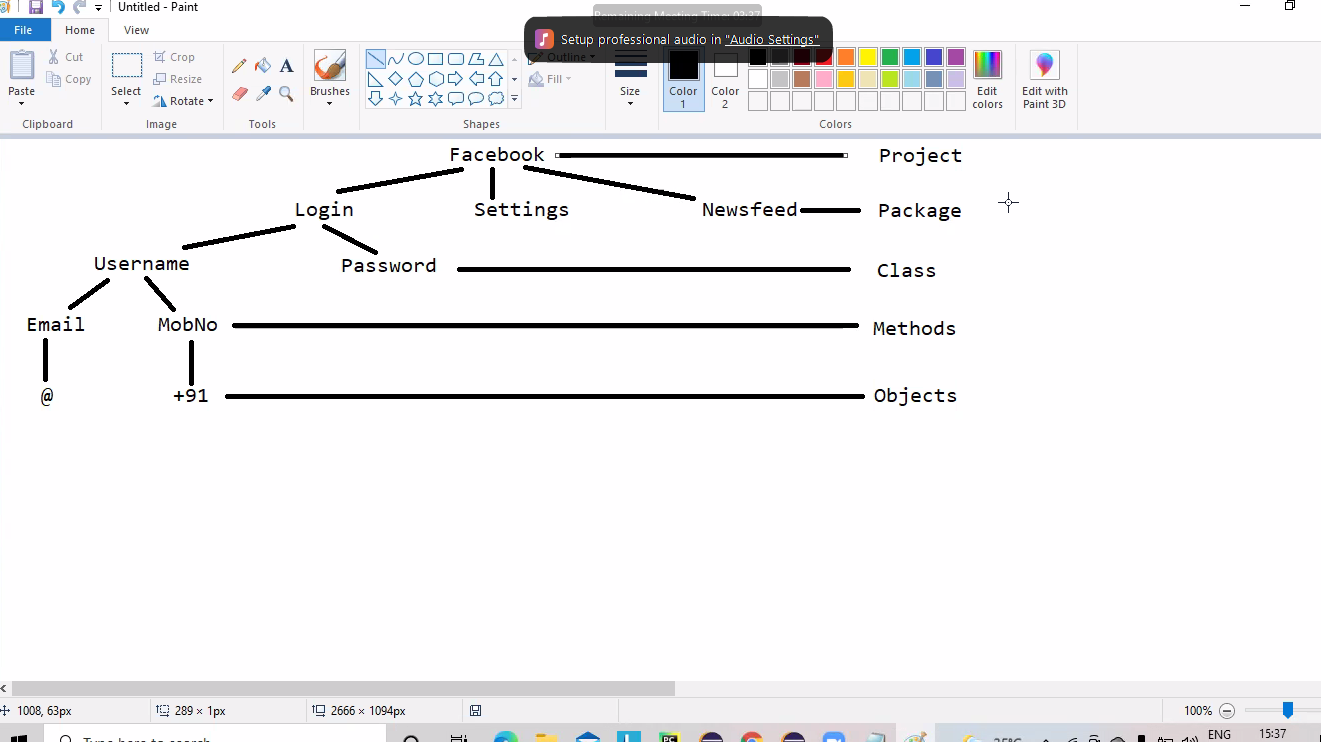 Untitled - Paint
Remaining Meeting Time: 03:37
File Home View
Setup professional audio in "Audio Settings"
Paste
Cut
Copy
Clipboard
Select
Crop
Resize
Rotate
Image
A
Tools
Brushes
Shapes
Outline
Fill
Size
Color 1
Color 2
Colors
Edit colors
Edit with Paint 3D
Facebook Project
Login Settings Newsfeed Package
Username Password Class
Email MobNo Methods
@ +91 Objects
1008, 63px 289 × 1px 2666 × 1094px 100%
Type here to search
25°C
ENG
15:37